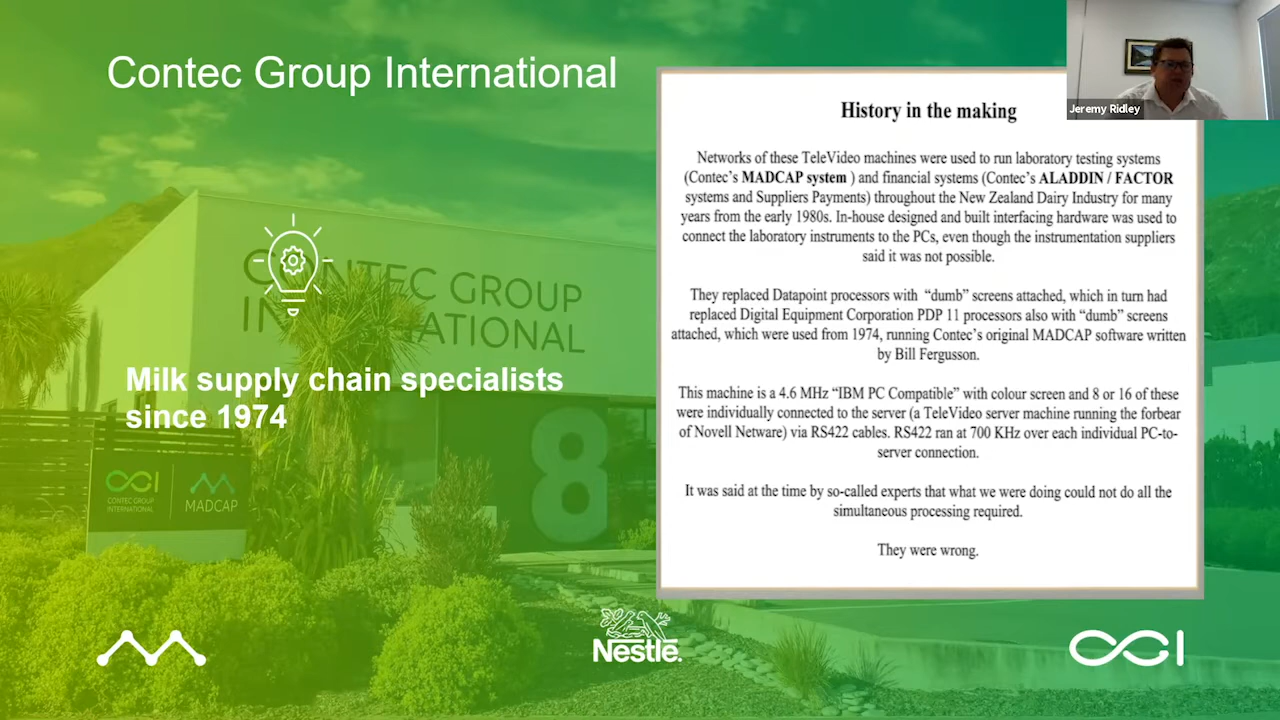 Contec Group International
Jeremy Ridley
History in the making
Networks of these TeleVideo machines were used to run laboratory testing systems
(Contec's MADCAP system ) and financial systems (Contec's ALADDIN / FACTOR
systems and Suppliers Payments) throughout the New Zealand Dairy Industry for many
years from the early 1980s. In-house designed and built interfacing hardware was used to
connect the laboratory instruments to the PCs, even though the instrumentation suppliers
said it was not possible.
They replaced Datapoint processors with "dumb" screens attached, which in turn had
replaced Digital Equipment Corporation PDP 11 processors also with "dumb" screens
attached, which were used from 1974, running Contec's original MADCAP software written
by Bill Fergusson.
This machine is a 4.6 MHz "IBM PC Compatible" with colour screen and 8 or 16 of these
were individually connected to the server (a TeleVideo server machine running the forbear
of Novell Netware) via RS422 cables. RS422 ran at 700 KHz over each individual PC-to-
server connection.
It was said at the time by so-called experts that what we were doing could not do all the
simultaneous processing required.
They were wrong.
CONTEC GROUP
INTERNATIONAL
Milk supply chain specialists
since 1974
8
CGI
CONTEC GROUP
INTERNATIONAL
MADCAP
Nestlé.
CGI